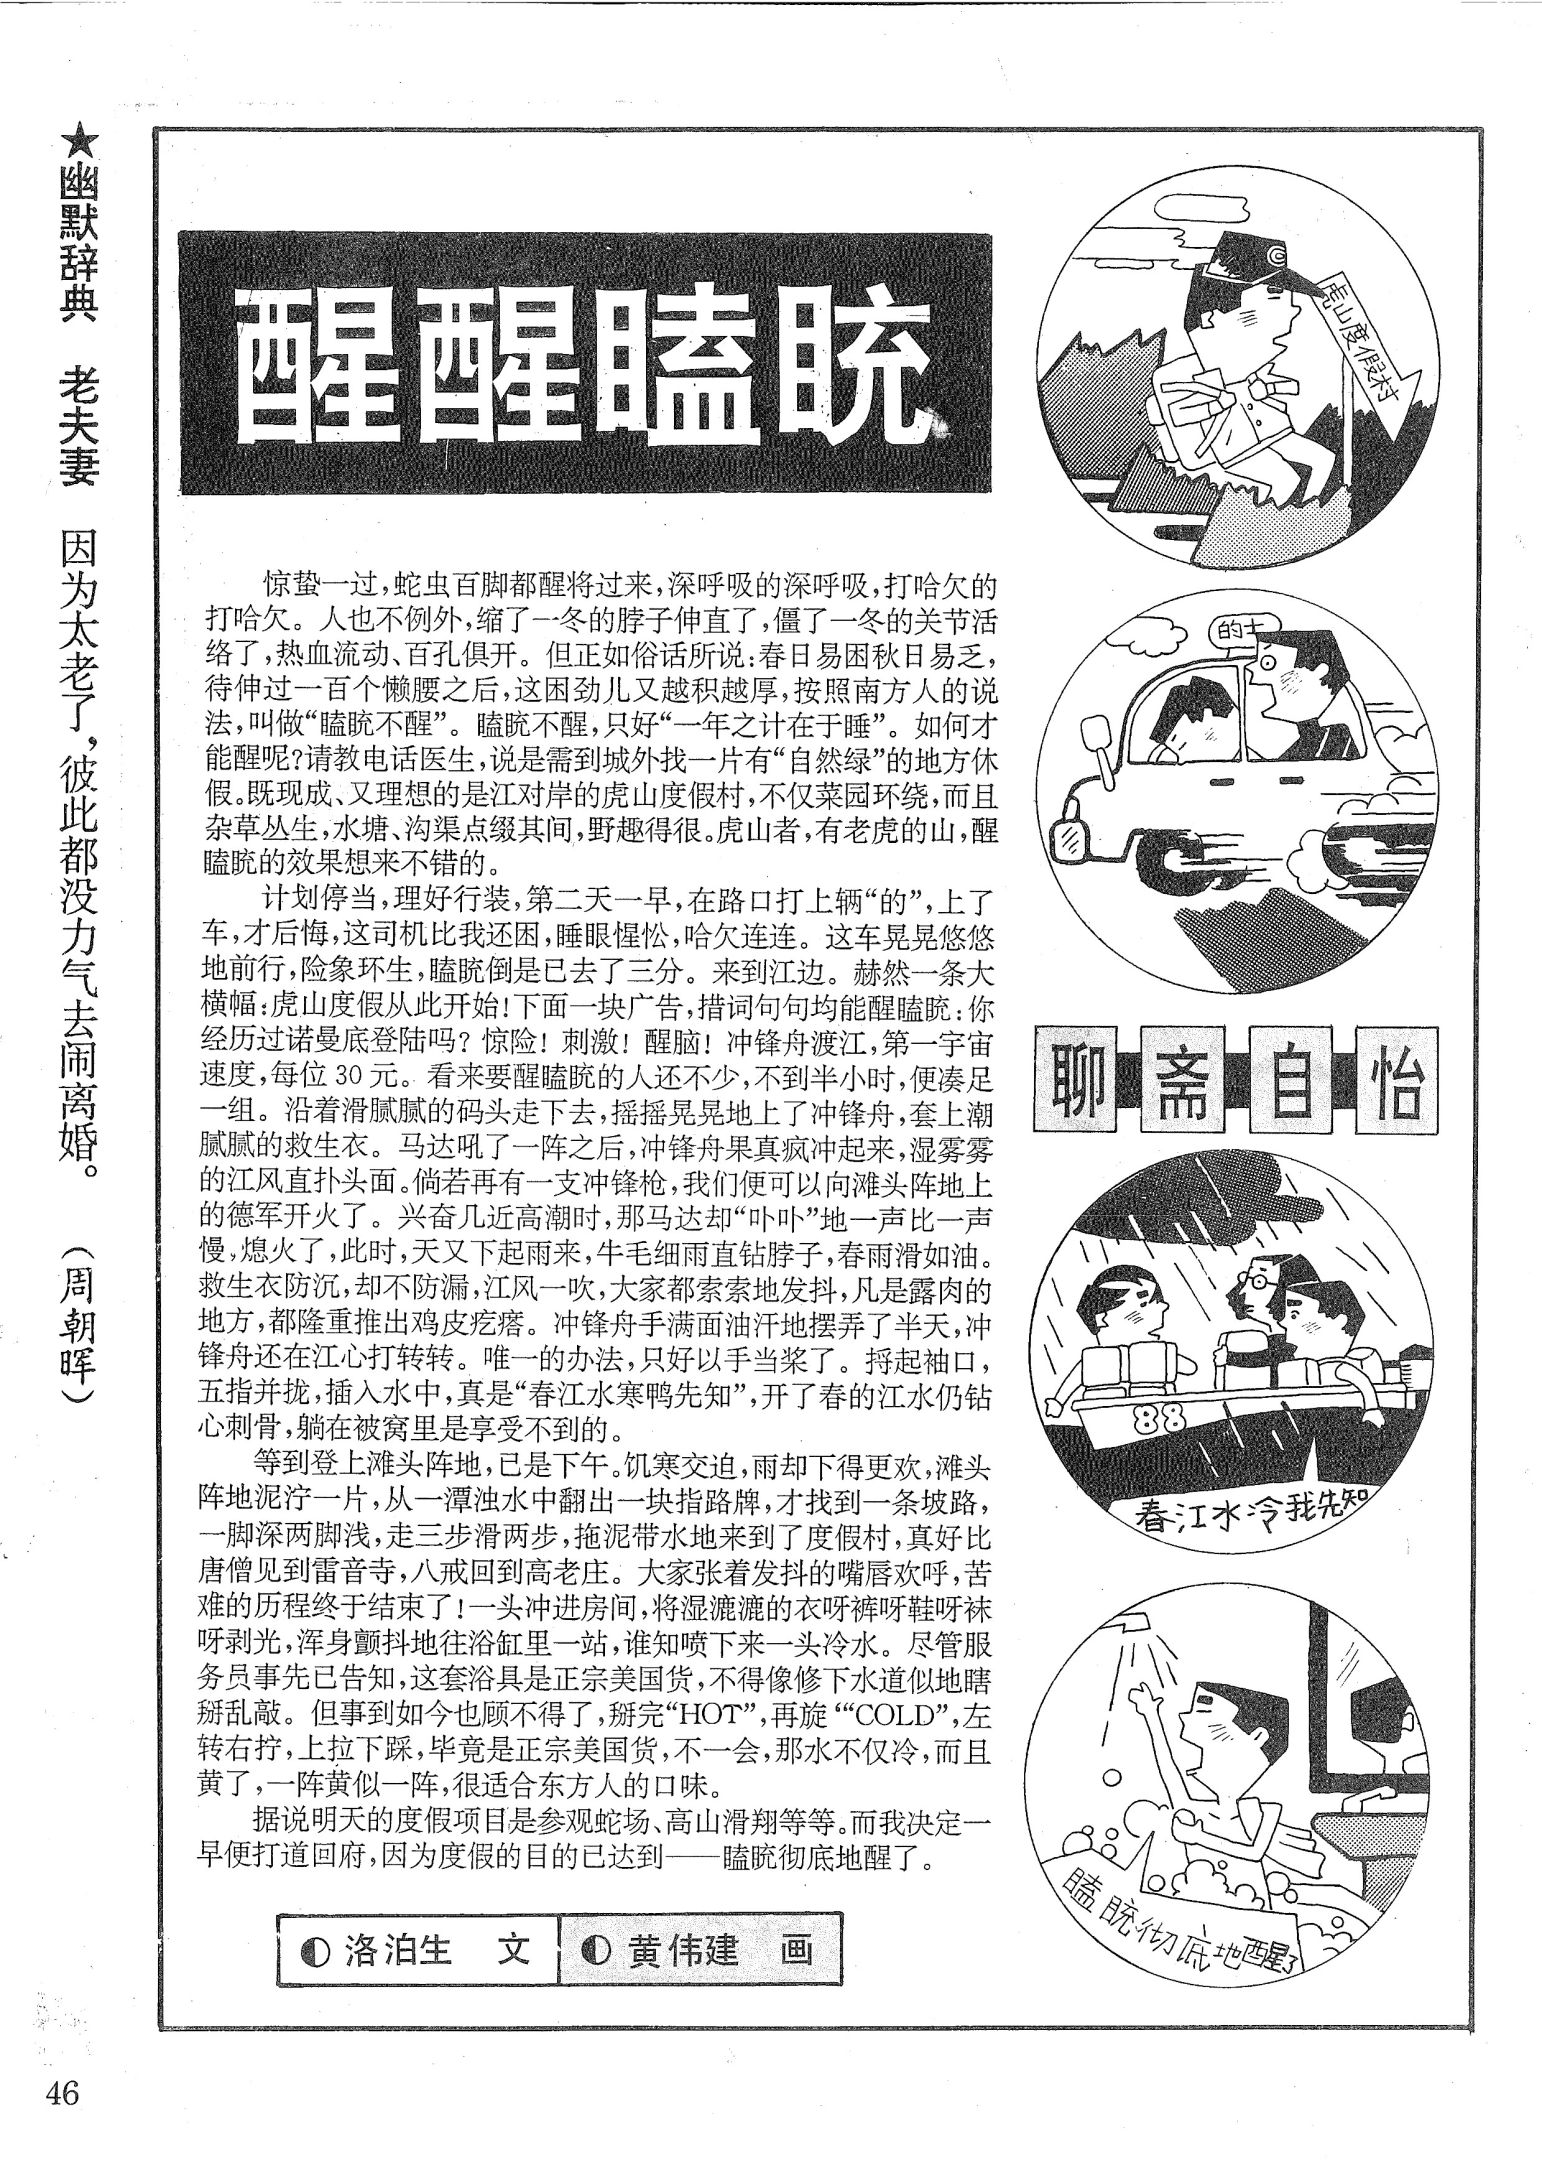 ★幽默辞典 老夫妻 因为太老了，彼此都没力气去闹离婚。 （周朝晖）
醒醒瞌睆
惊蛰一过，蛇虫百脚都醒将过来，深呼吸的深呼吸，打哈欠的
打哈欠。人也不例外，缩了一冬的脖子伸直了，僵了一冬的关节活
络了，热血流动、百孔俱开。但正如俗话所说：春日易困秋日易乏，
待伸过一百个懒腰之后，这困劲儿又越积越厚，按照南方人的说
法，叫做“瞌睆不醒”。瞌睆不醒，只好“一年之计在于睡”。如何才
能醒呢？请教电话医生，说是需到城外找一片有“自然绿”的地方休
假。既现成、又理想的是江对岸的虎山度假村，不仅菜园环绕，而且
杂草丛生，水塘、沟渠点缀其间，野趣得很。虎山者，有老虎的山，醒
瞌睆的效果想来不错的。
计划停当，理好行装，第二天一早，在路口打上辆“的”，上了
车，才后悔，这司机比我还困，睡眼惺忪，哈欠连连。这车晃晃悠悠
地前行，险象环生，瞌睆倒是已去了三分。来到江边。赫然一条大
横幅：虎山度假从此开始！下面一块广告，措词句句均能醒瞌睆：你
经历过诺曼底登陆吗？惊险！刺激！醒脑！冲锋舟渡江，第一宇宙
速度，每位30元。看来要醒瞌睆的人还不少，不到半小时，便凑足
一组。沿着滑腻腻的码头走下去，摇摇晃晃地上了冲锋舟，套上潮
腻腻的救生衣。马达吼了一阵之后，冲锋舟果真疯冲起来，湿雾雾
的江风直扑头面。倘若再有一支冲锋枪，我们便可以向滩头阵地上
的德军开火了。兴奋几近高潮时，那马达却“卟卟”地一声比一声
慢，熄火了，此时，天又下起雨来，牛毛细雨直钻脖子，春雨滑如油。
救生衣防沉，却不防漏，江风一吹，大家都索索地发抖，凡是露肉的
地方，都隆重推出鸡皮疙瘩。冲锋舟手满面油汗地摆弄了半天，冲
锋舟还在江心打转转。唯一的办法，只好以手当桨了。捋起袖口，
五指并拢，插入水中，真是“春江水寒鸭先知”，开了春的江水仍钻
心刺骨，躺在被窝里是享受不到的。
等到登上滩头阵地，已是下午。饥寒交迫，雨却下得更欢，滩头
阵地泥泞一片，从一潭浊水中翻出一块指路牌，才找到一条坡路，
一脚深两脚浅，走三步滑两步，拖泥带水地来到了度假村，真好比
唐僧见到雷音寺，八戒回到高老庄。大家张着发抖的嘴唇欢呼，苦
难的历程终于结束了！一头冲进房间，将湿漉漉的衣呀裤呀鞋呀袜
呀剥光，浑身颤抖地往浴缸里一站，谁知喷下来一头冷水。尽管服
务员事先已告知，这套浴具是正宗美国货，不得像修下水道似地瞎
掰乱敲。但事到如今也顾不得了，掰完“HOT”，再旋‘“COLD”，左
转右拧，上拉下踩，毕竟是正宗美国货，不一会，那水不仅冷，而且
黄了，一阵黄似一阵，很适合东方人的口味。
据说明天的度假项目是参观蛇场、高山滑翔等等。而我决定一
早便打道回府，因为度假的目的已达到——瞌睆彻底地醒了。
◐ 洛泊生 文 ◐ 黄伟建 画
虎山度假村
的士
聊斋自怡
88
春江水冷我先知
瞌睆彻底地醒了
46